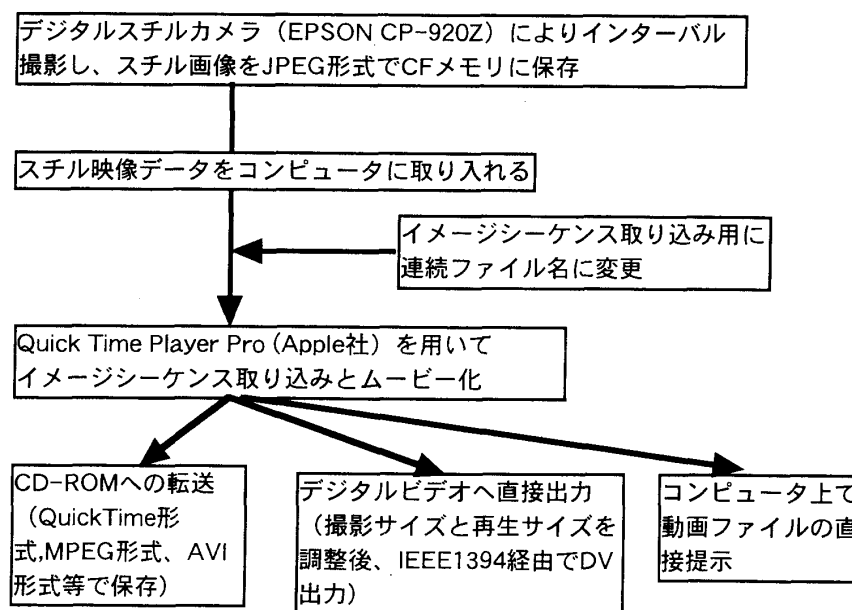 デジタルスチルカメラ（EPSON CP-920Z）によりインターバル
撮影し、スチル画像をJPEG形式でCFメモリに保存
スチル映像データをコンピュータに取り入れる
イメージシーケンス取り込み用に
連続ファイル名に変更
Quick Time Player Pro（Apple社）を用いて
イメージシーケンス取り込みとムービー化
CD-ROMへの転送
（QuickTime形
式,MPEG形式、AVI
形式等で保存）
デジタルビデオへ直接出力
（撮影サイズと再生サイズを
調整後、IEEE1394経由でDV
出力）
コンピュータ上で
動画ファイルの直
接提示